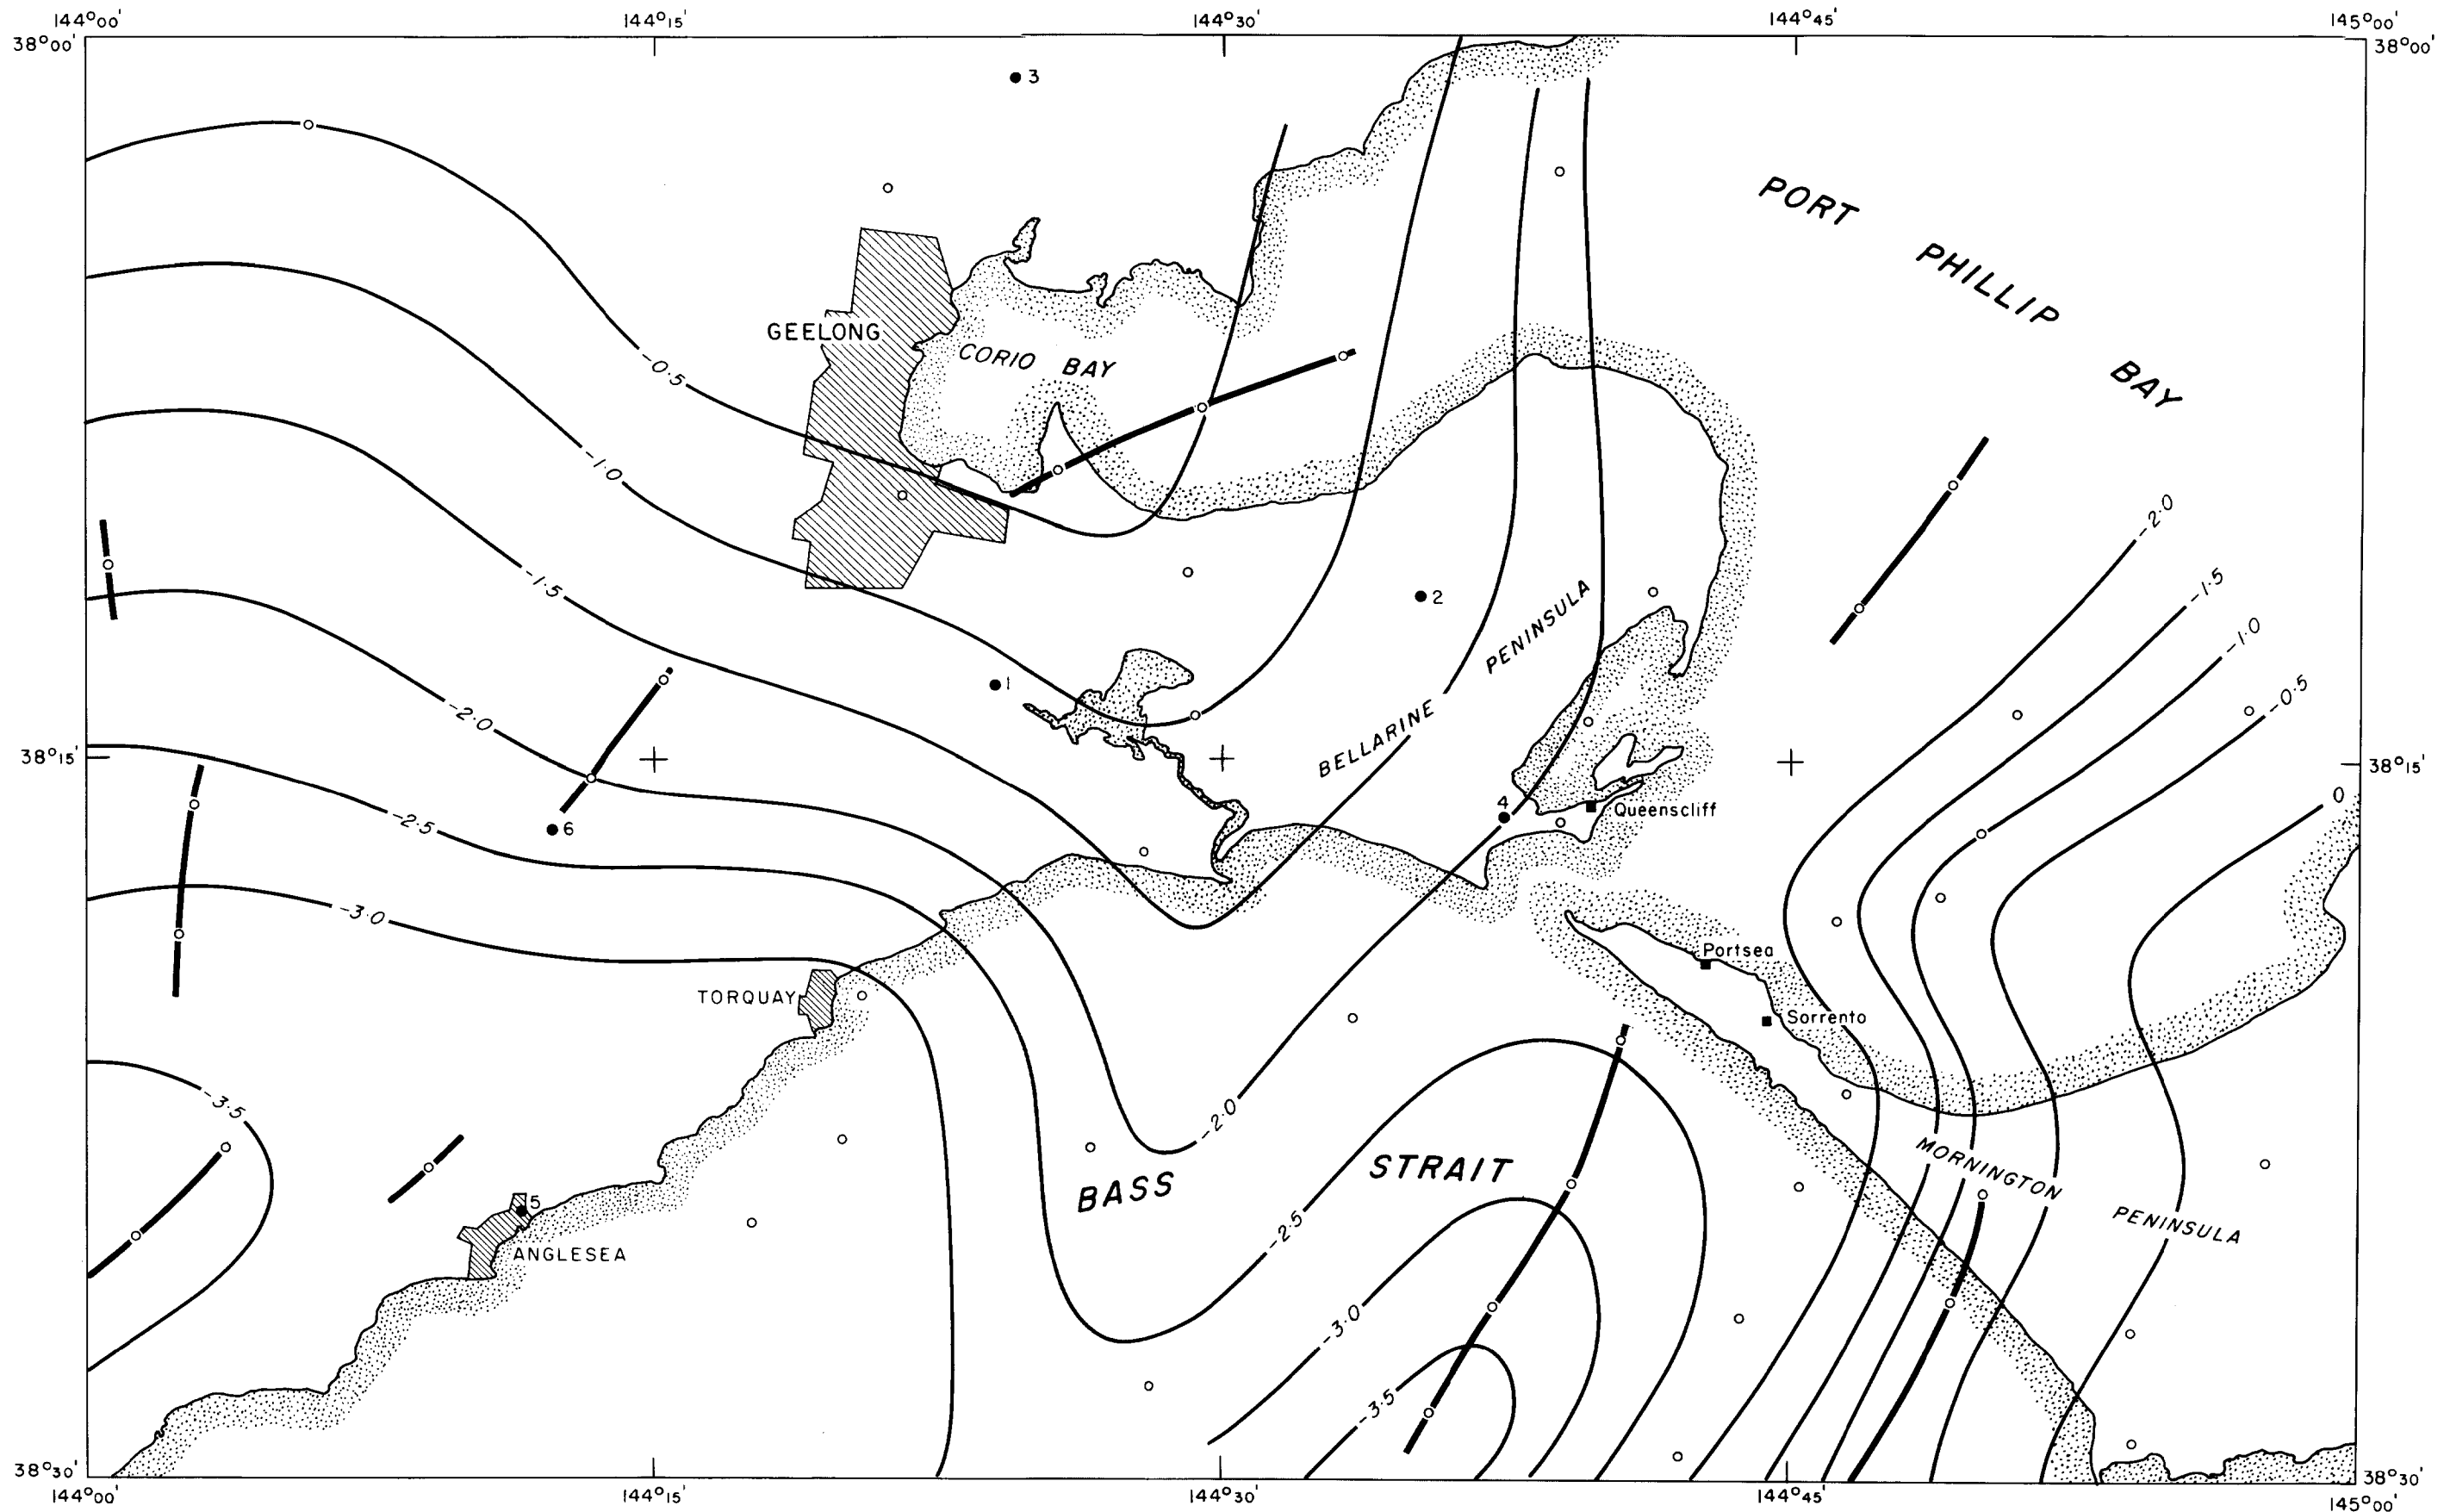 144°00' 144°15' 144°30' 144°45' 145°00'
38°00' 38°00'
3
PORT
PHILLIP
BAY
GEELONG
CORIO BAY
-0·5
-1·0
-1·5
-2·0
-1·5
-1·0
-0·5
2
PENINSULA
BELLARINE
1
-2·0
38°15' 38°15'
-2·5
6
4
Queenscliff
0
-3·0
Portsea
TORQUAY
Sorrento
-3·5
-2·0
BASS
STRAIT
MORNINGTON
PENINSULA
5
ANGLESEA
-2·5
-3·0
-3·5
38°30' 38°30'
144°00' 144°15' 144°30' 144°45' 145°00'